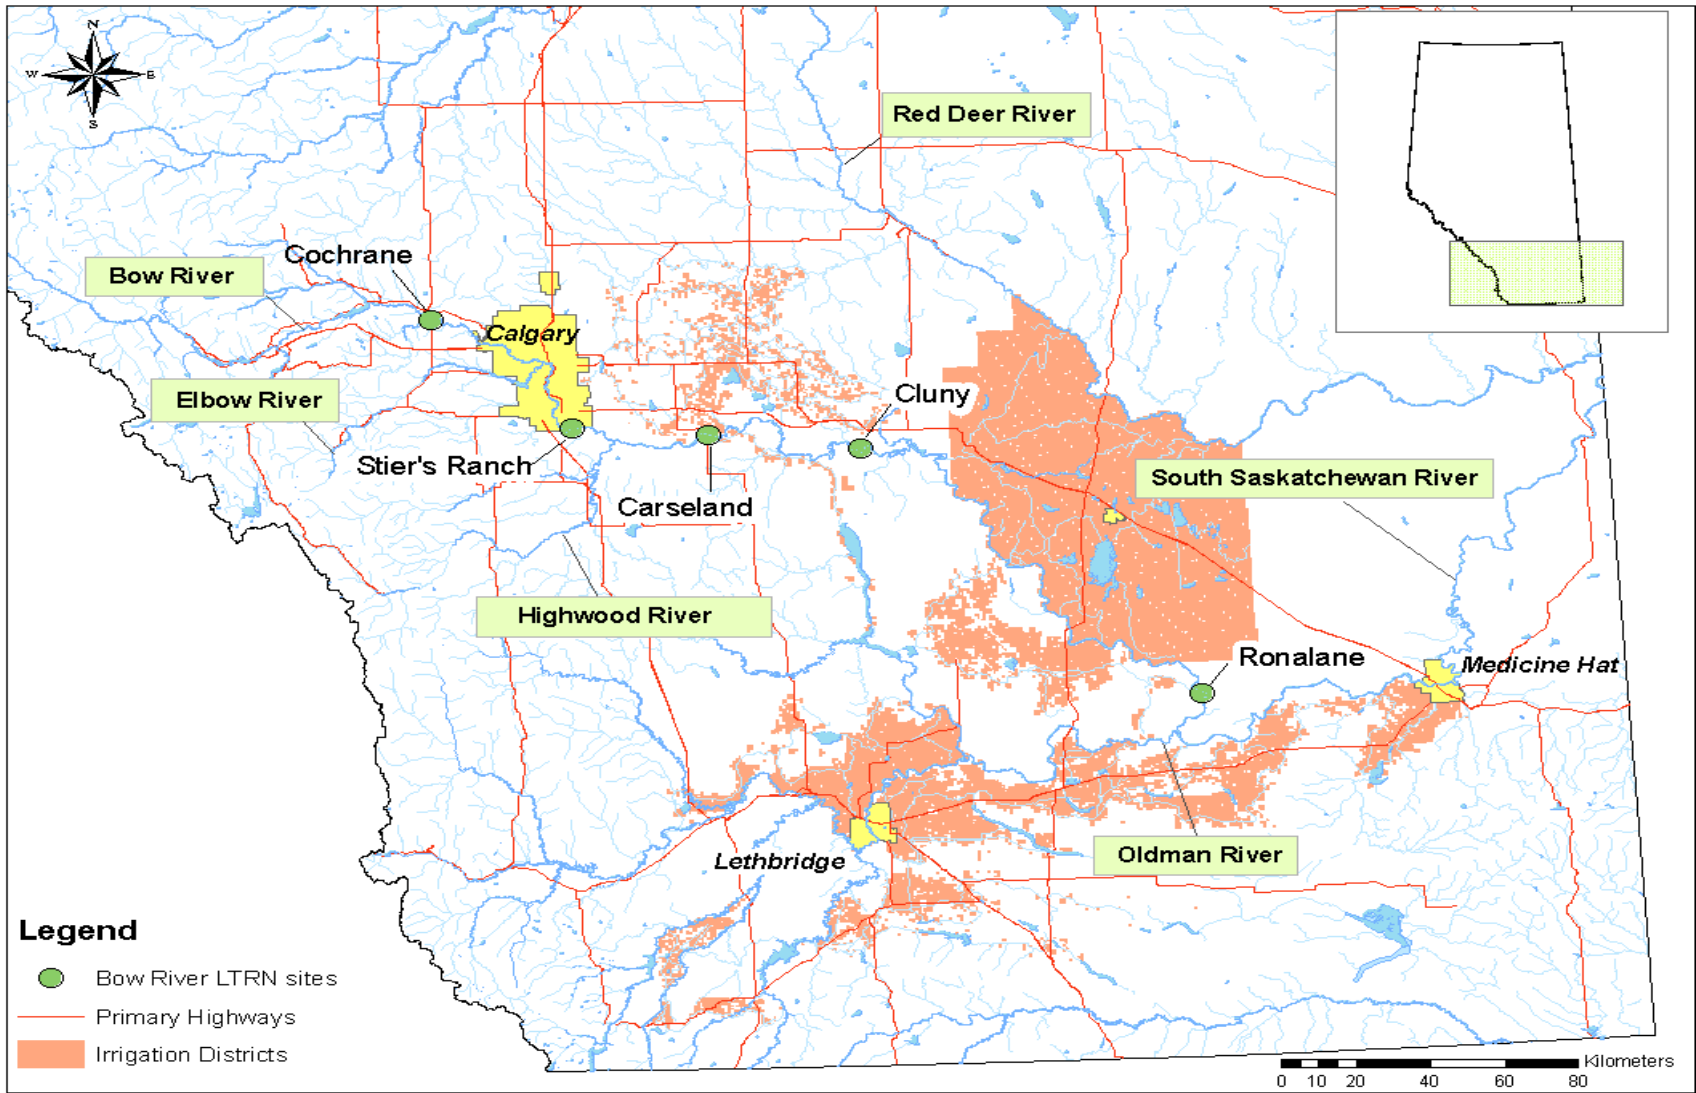 N
W
E
S
Red Deer River
Cochrane
Bow River
Calgary
Elbow River
Cluny
Stier's Ranch
South Saskatchewan River
Carseland
Highwood River
Ronalane
Medicine Hat
Oldman River
Lethbridge
Legend
Bow River LTRN sites
Primary Highways
Irrigation Districts
Kilometers
0 10 20 40 60 80